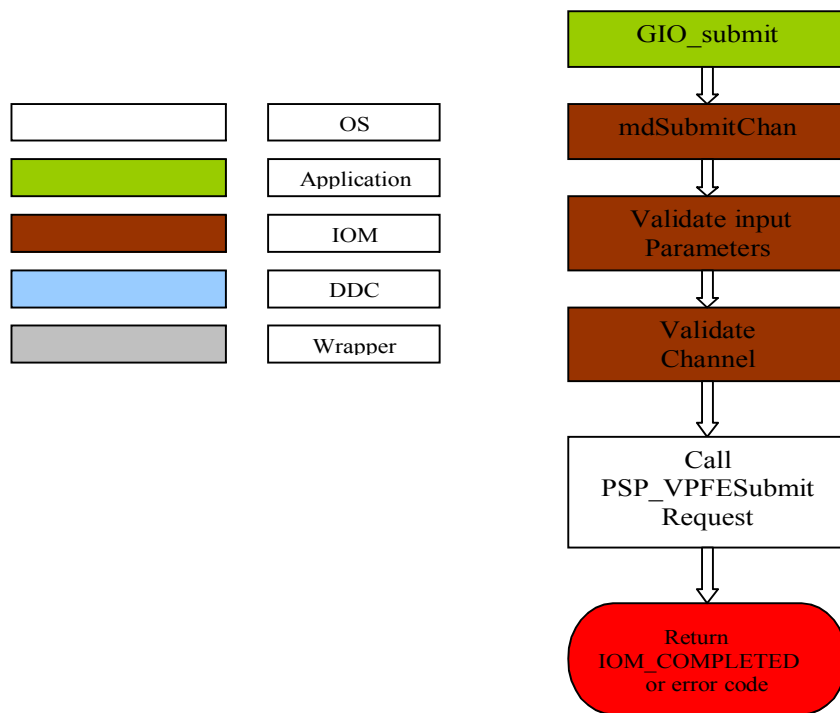 GIO_submit
OS
mdSubmitChan
Application
Validate input
Parameters
IOM
DDC
Validate
Channel
Wrapper
Call
PSP_VPFESubmit
Request
Return
IOM_COMPLETED
or error code